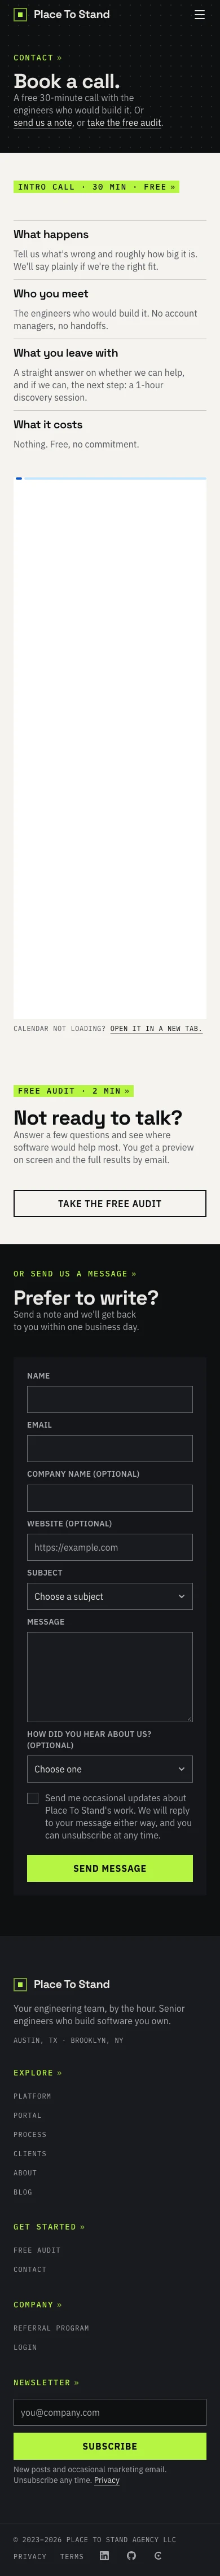 Place To Stand
CONTACT »
Book a call.
A free 30-minute call with the
engineers who would build it. Or
send us a note, or take the free audit.
INTRO CALL · 30 MIN · FREE »
What happens
Tell us what's wrong and roughly how big it is.
We'll say plainly if we're the right fit.
Who you meet
The engineers who would build it. No account
managers, no handoffs.
What you leave with
A straight answer on whether we can help,
and if we can, the next step: a 1-hour
discovery session.
What it costs
Nothing. Free, no commitment.
CALENDAR NOT LOADING? OPEN IT IN A NEW TAB.
FREE AUDIT · 2 MIN »
Not ready to talk?
Answer a few questions and see where
software would help most. You get a preview
on screen and the full results by email.
TAKE THE FREE AUDIT
OR SEND US A MESSAGE »
Prefer to write?
Send a note and we'll get back
to you within one business day.
NAME
EMAIL
COMPANY NAME (OPTIONAL)
WEBSITE (OPTIONAL)
https://example.com
SUBJECT
Choose a subject
MESSAGE
HOW DID YOU HEAR ABOUT US?
(OPTIONAL)
Choose one
Send me occasional updates about
Place To Stand's work. We will reply
to your message either way, and you
can unsubscribe at any time.
SEND MESSAGE
Place To Stand
Your engineering team, by the hour. Senior
engineers who build software you own.
AUSTIN, TX · BROOKLYN, NY
EXPLORE »
PLATFORM
PORTAL
PROCESS
CLIENTS
ABOUT
BLOG
GET STARTED »
FREE AUDIT
CONTACT
COMPANY »
REFERRAL PROGRAM
LOGIN
NEWSLETTER »
you@company.com
SUBSCRIBE
New posts and occasional marketing email.
Unsubscribe any time. Privacy
© 2023–2026 PLACE TO STAND AGENCY LLC
PRIVACY TERMS